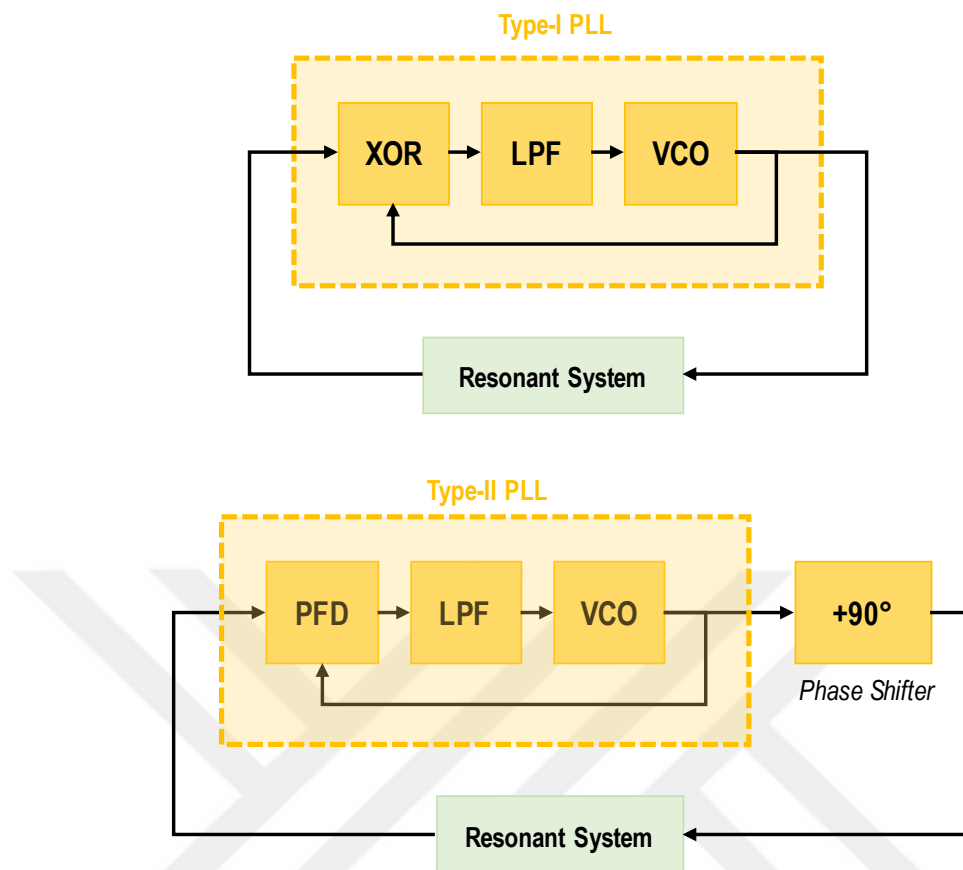 Type-I PLL
XOR
LPF
VCO
Resonant System
Type-II PLL
PFD
LPF
VCO
+90°
Phase Shifter
Resonant System